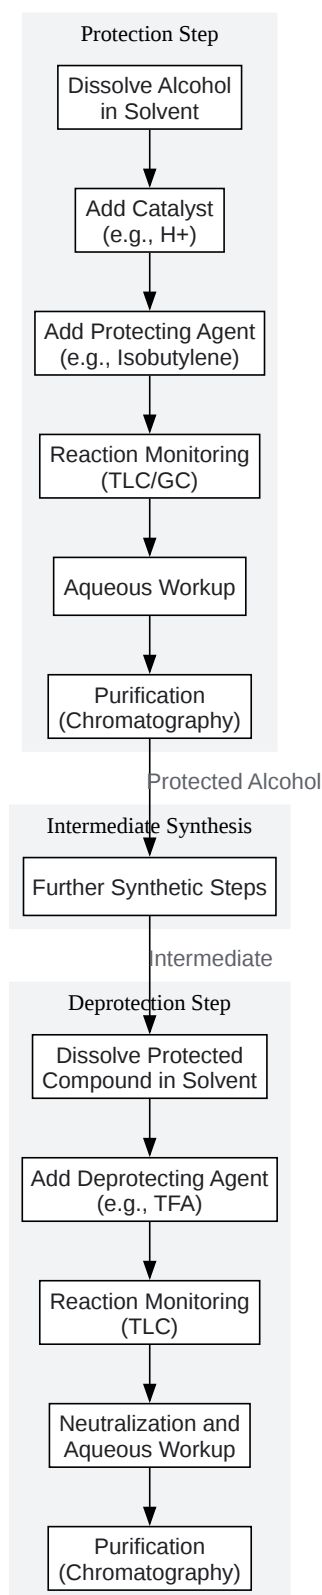 Protection Step
Dissolve Alcohol
in Solvent
Add Catalyst
(e.g., H+)
Add Protecting Agent
(e.g., Isobutylene)
Reaction Monitoring
(TLC/GC)
Aqueous Workup
Purification
(Chromatography)
Protected Alcohol
Intermediate Synthesis
Further Synthetic Steps
Intermediate
Deprotection Step
Dissolve Protected
Compound in Solvent
Add Deprotecting Agent
(e.g., TFA)
Reaction Monitoring
(TLC)
Neutralization and
Aqueous Workup
Purification
(Chromatography)